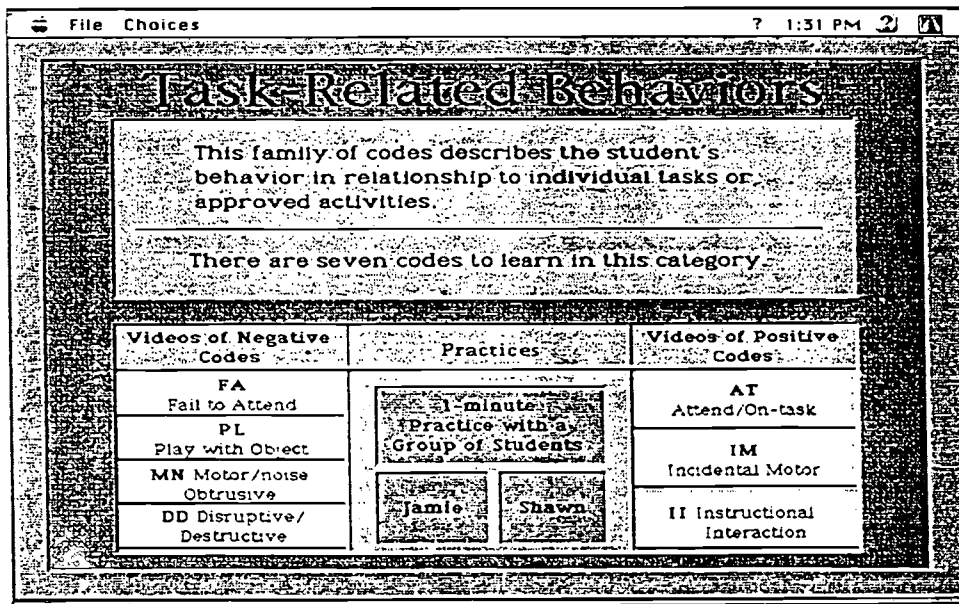 File Choices ? 1:31 PM
Task-Related Behaviors
This family of codes describes the student's
behavior in relationship to individual tasks or
approved activities.
There are seven codes to learn in this category.
Videos of Negative
Codes
FA
Fail to Attend
PL
Play with Object
MN Motor/noise
Obtrusive
DD Disruptive/
Destructive
Practices
1-minute
Practice with a
Group of Students
Jamie
Shawn
Videos of Positive
Codes
AT
Attend/On-task
IM
Incidental Motor
II Instructional
Interaction